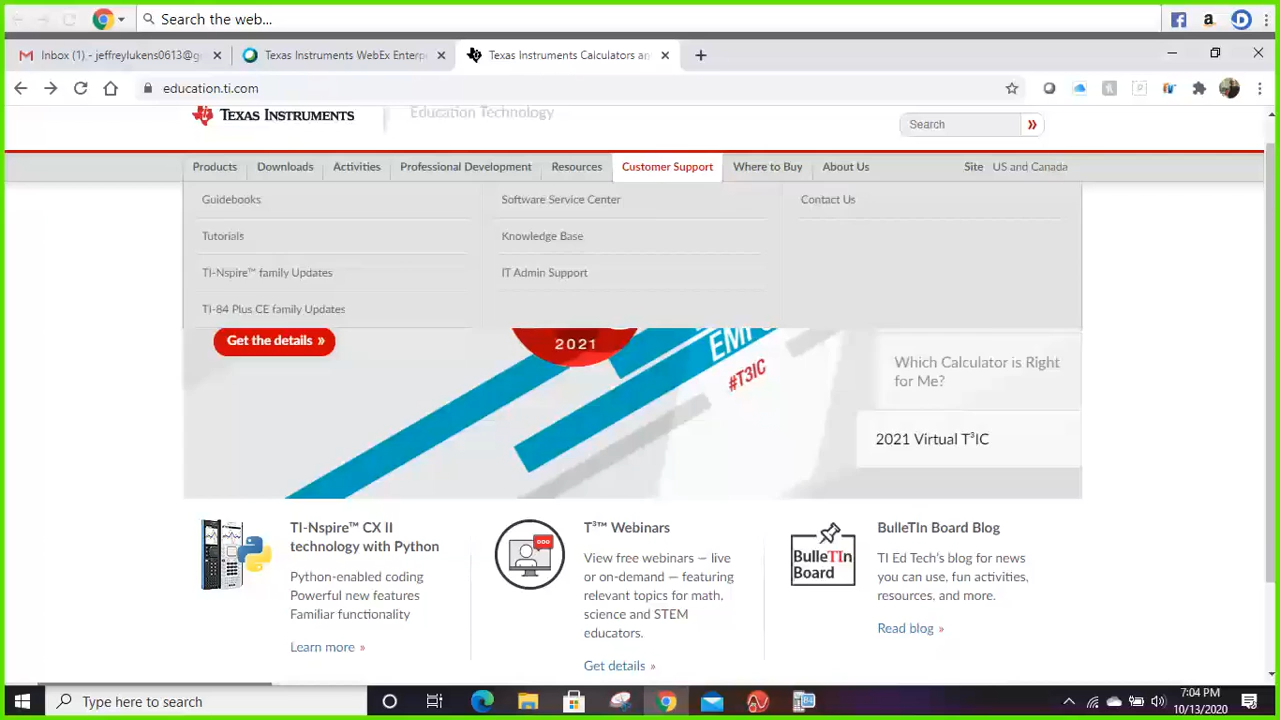 Search the web...
Inbox (1) - jeffreylukens0613@g
Texas Instruments WebEx Enterp
Texas Instruments Calculators an
education.ti.com
TEXAS INSTRUMENTS
Education Technology
Search »
Products Downloads Activities Professional Development Resources Customer Support Where to Buy About Us Site US and Canada
Guidebooks Software Service Center Contact Us
Tutorials Knowledge Base
TI-Nspire™ family Updates IT Admin Support
TI-84 Plus CE family Updates
Get the details »
2021
#T3IC
Which Calculator is Right
for Me?
2021 Virtual T³IC
TI-Nspire™ CX II
technology with Python
Python-enabled coding
Powerful new features
Familiar functionality
Learn more »
T³™ Webinars
View free webinars — live
or on-demand — featuring
relevant topics for math,
science and STEM
educators.
Get details »
BulleTIn
Board
BulleTIn Board Blog
TI Ed Tech's blog for news
you can use, fun activities,
resources, and more.
Read blog »
Type here to search
7:04 PM
10/13/2020